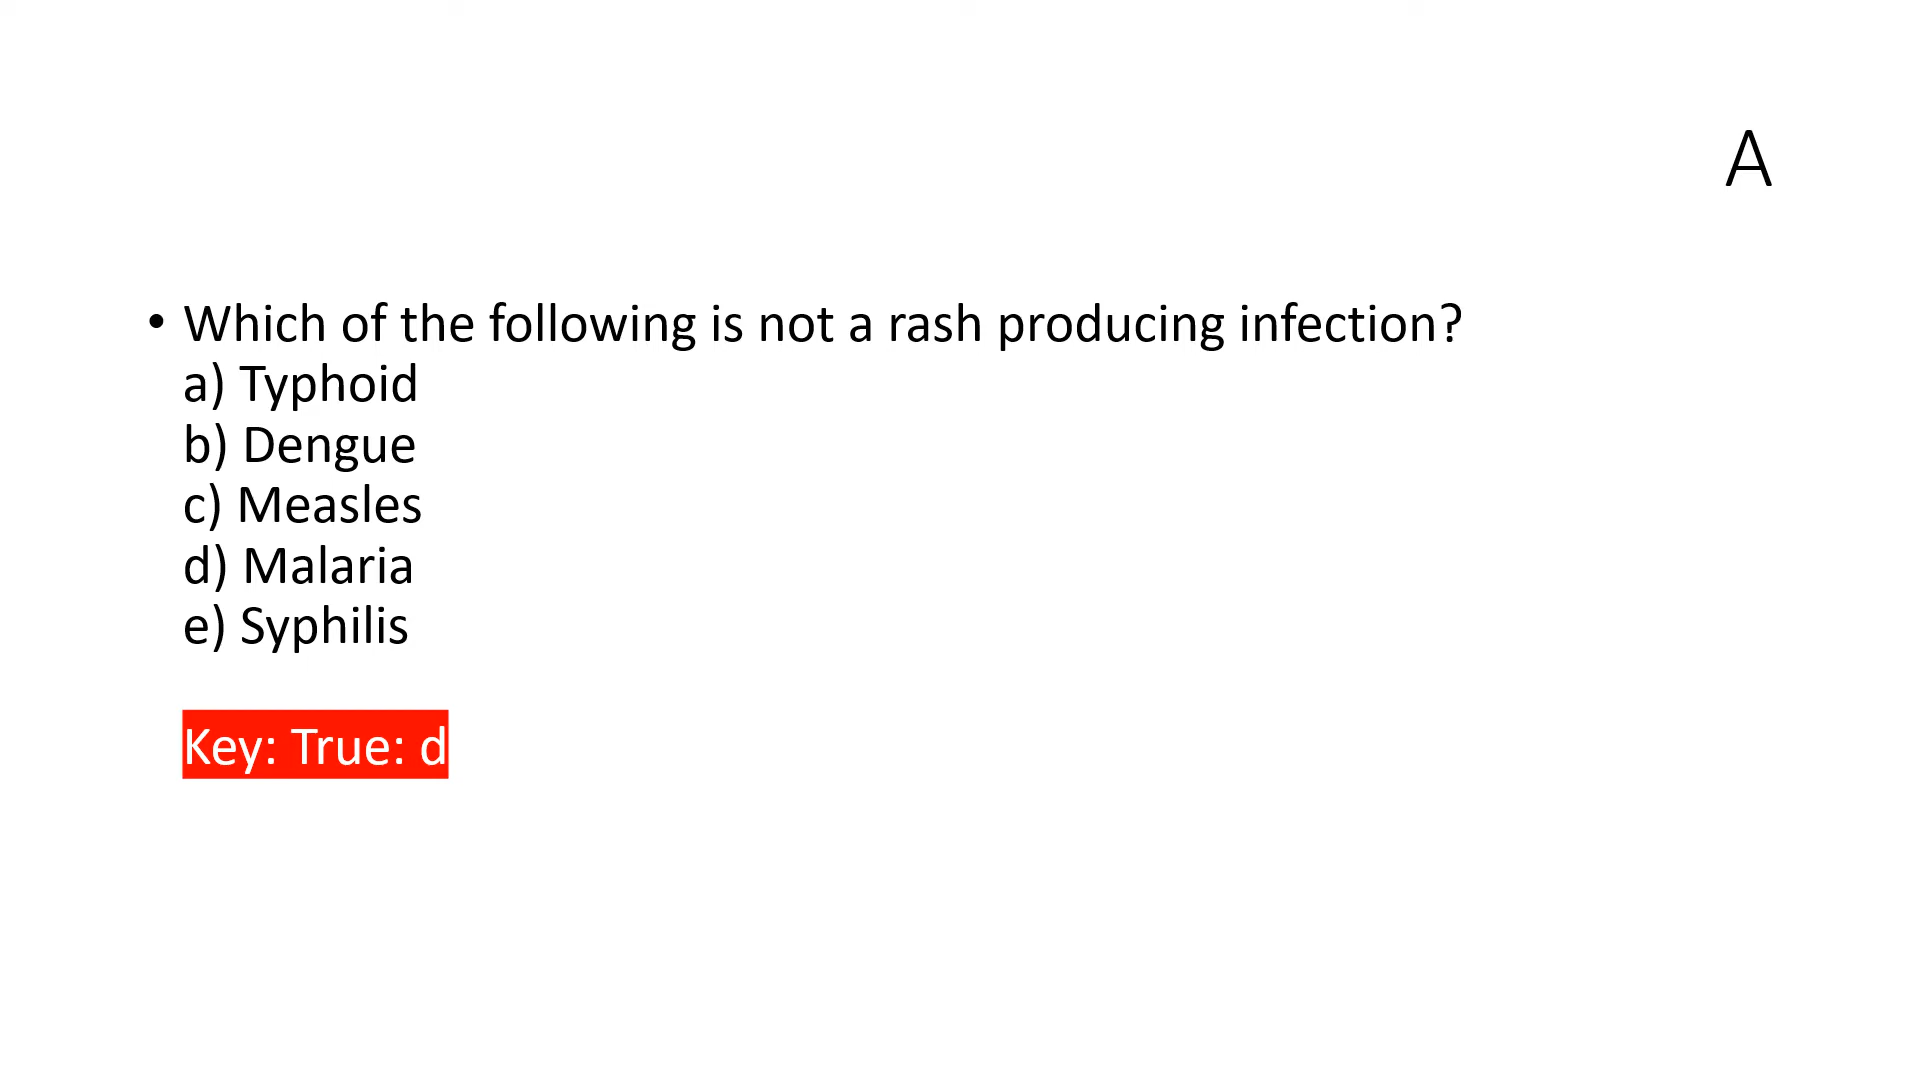 A
• Which of the following is not a rash producing infection?
a) Typhoid
b) Dengue
c) Measles
d) Malaria
e) Syphilis
Key: True: d